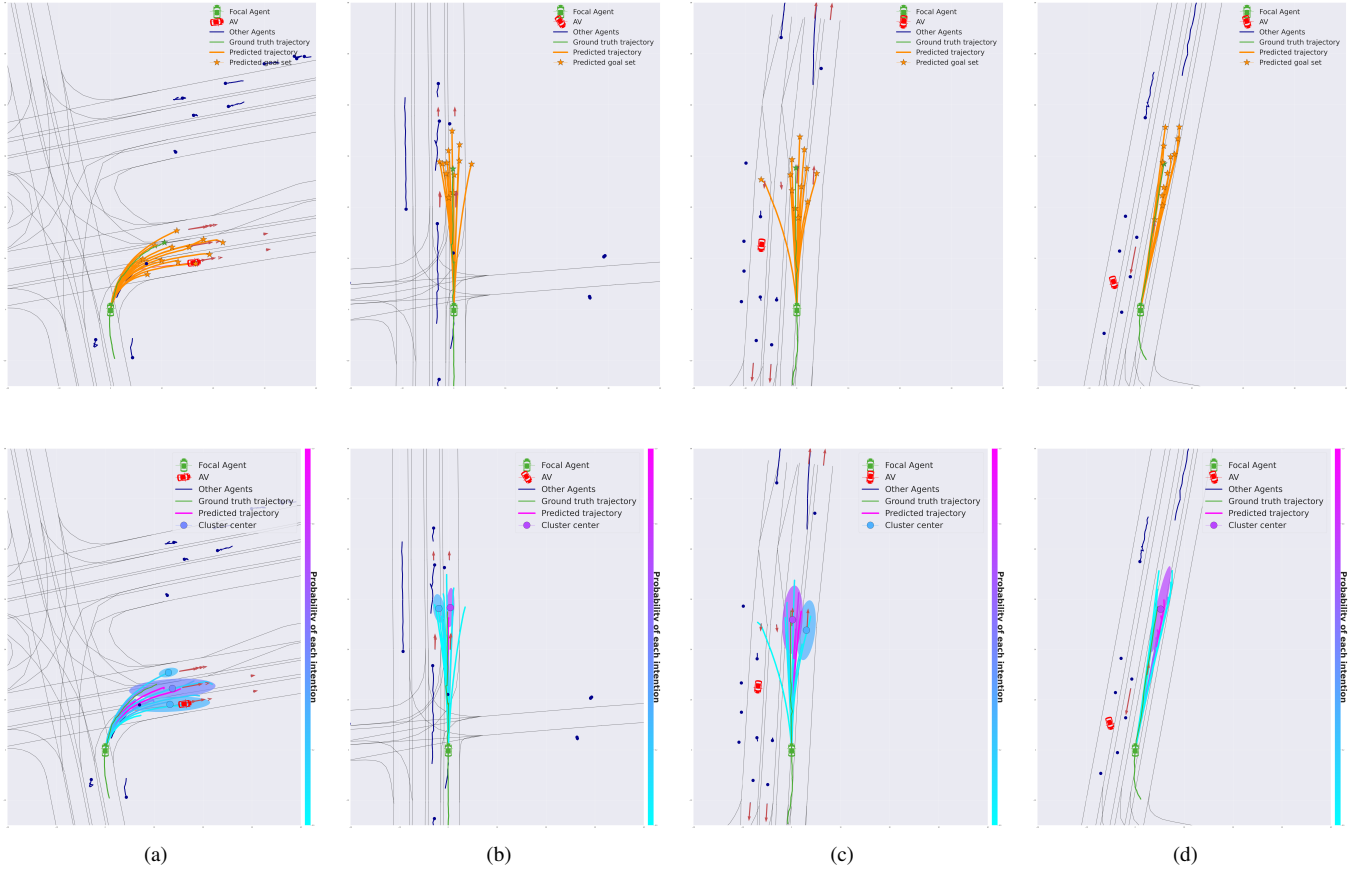 Focal Agent
AV
Other Agents
Ground truth trajectory
Predicted trajectory
Predicted goal set
Focal Agent
AV
Other Agents
Ground truth trajectory
Predicted trajectory
Predicted goal set
Focal Agent
AV
Other Agents
Ground truth trajectory
Predicted trajectory
Predicted goal set
Focal Agent
AV
Other Agents
Ground truth trajectory
Predicted trajectory
Predicted goal set
Focal Agent
AV
Other Agents
Ground truth trajectory
Predicted trajectory
Cluster center
Probability of each intention
Focal Agent
AV
Other Agents
Ground truth trajectory
Predicted trajectory
Cluster center
Probability of each intention
Focal Agent
AV
Other Agents
Ground truth trajectory
Predicted trajectory
Cluster center
Probability of each intention
Focal Agent
AV
Other Agents
Ground truth trajectory
Predicted trajectory
Cluster center
Probability of each intention
(a)
(b)
(c)
(d)